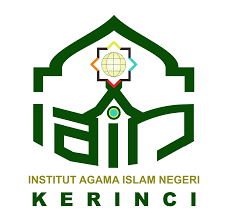 iain
INSTITUT AGAMA ISLAM NEGERI
KERINCI